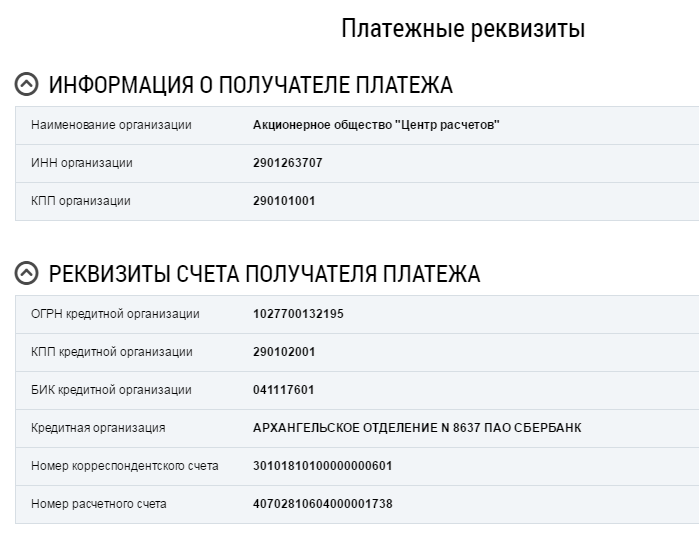 Платежные реквизиты
ИНФОРМАЦИЯ О ПОЛУЧАТЕЛЕ ПЛАТЕЖА
Наименование организации Акционерное общество "Центр расчетов"
ИНН организации 2901263707
КПП организации 290101001
РЕКВИЗИТЫ СЧЕТА ПОЛУЧАТЕЛЯ ПЛАТЕЖА
ОГРН кредитной организации 1027700132195
КПП кредитной организации 290102001
БИК кредитной организации 041117601
Кредитная организация АРХАНГЕЛЬСКОЕ ОТДЕЛЕНИЕ N 8637 ПАО СБЕРБАНК
Номер корреспондентского счета 30101810100000000601
Номер расчетного счета 40702810604000001738